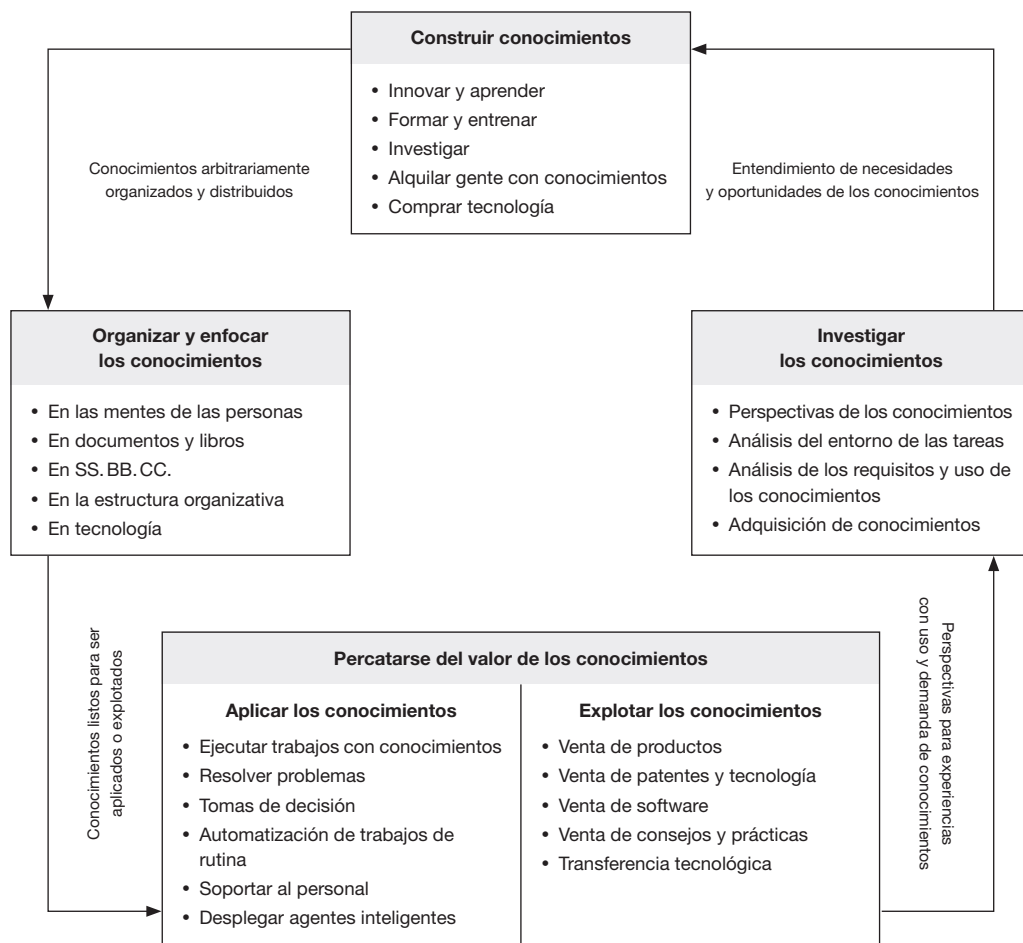 Construir conocimientos
• Innovar y aprender
• Formar y entrenar
• Investigar
• Alquilar gente con conocimientos
• Comprar tecnología
Conocimientos arbitrariamente
organizados y distribuidos
Entendimiento de necesidades
y oportunidades de los conocimientos
Organizar y enfocar
los conocimientos
• En las mentes de las personas
• En documentos y libros
• En SS. BB. CC.
• En la estructura organizativa
• En tecnología
Investigar
los conocimientos
• Perspectivas de los conocimientos
• Análisis del entorno de las tareas
• Análisis de los requisitos y uso de
los conocimientos
• Adquisición de conocimientos
Conocimientos listos para ser
aplicados o explotados
Percatarse del valor de los conocimientos
Aplicar los conocimientos
• Ejecutar trabajos con conocimientos
• Resolver problemas
• Tomas de decisión
• Automatización de trabajos de
rutina
• Soportar al personal
• Desplegar agentes inteligentes
Explotar los conocimientos
• Venta de productos
• Venta de patentes y tecnología
• Venta de software
• Venta de consejos y prácticas
• Transferencia tecnológica
Perspectivas para experiencias
con uso y demanda de conocimientos